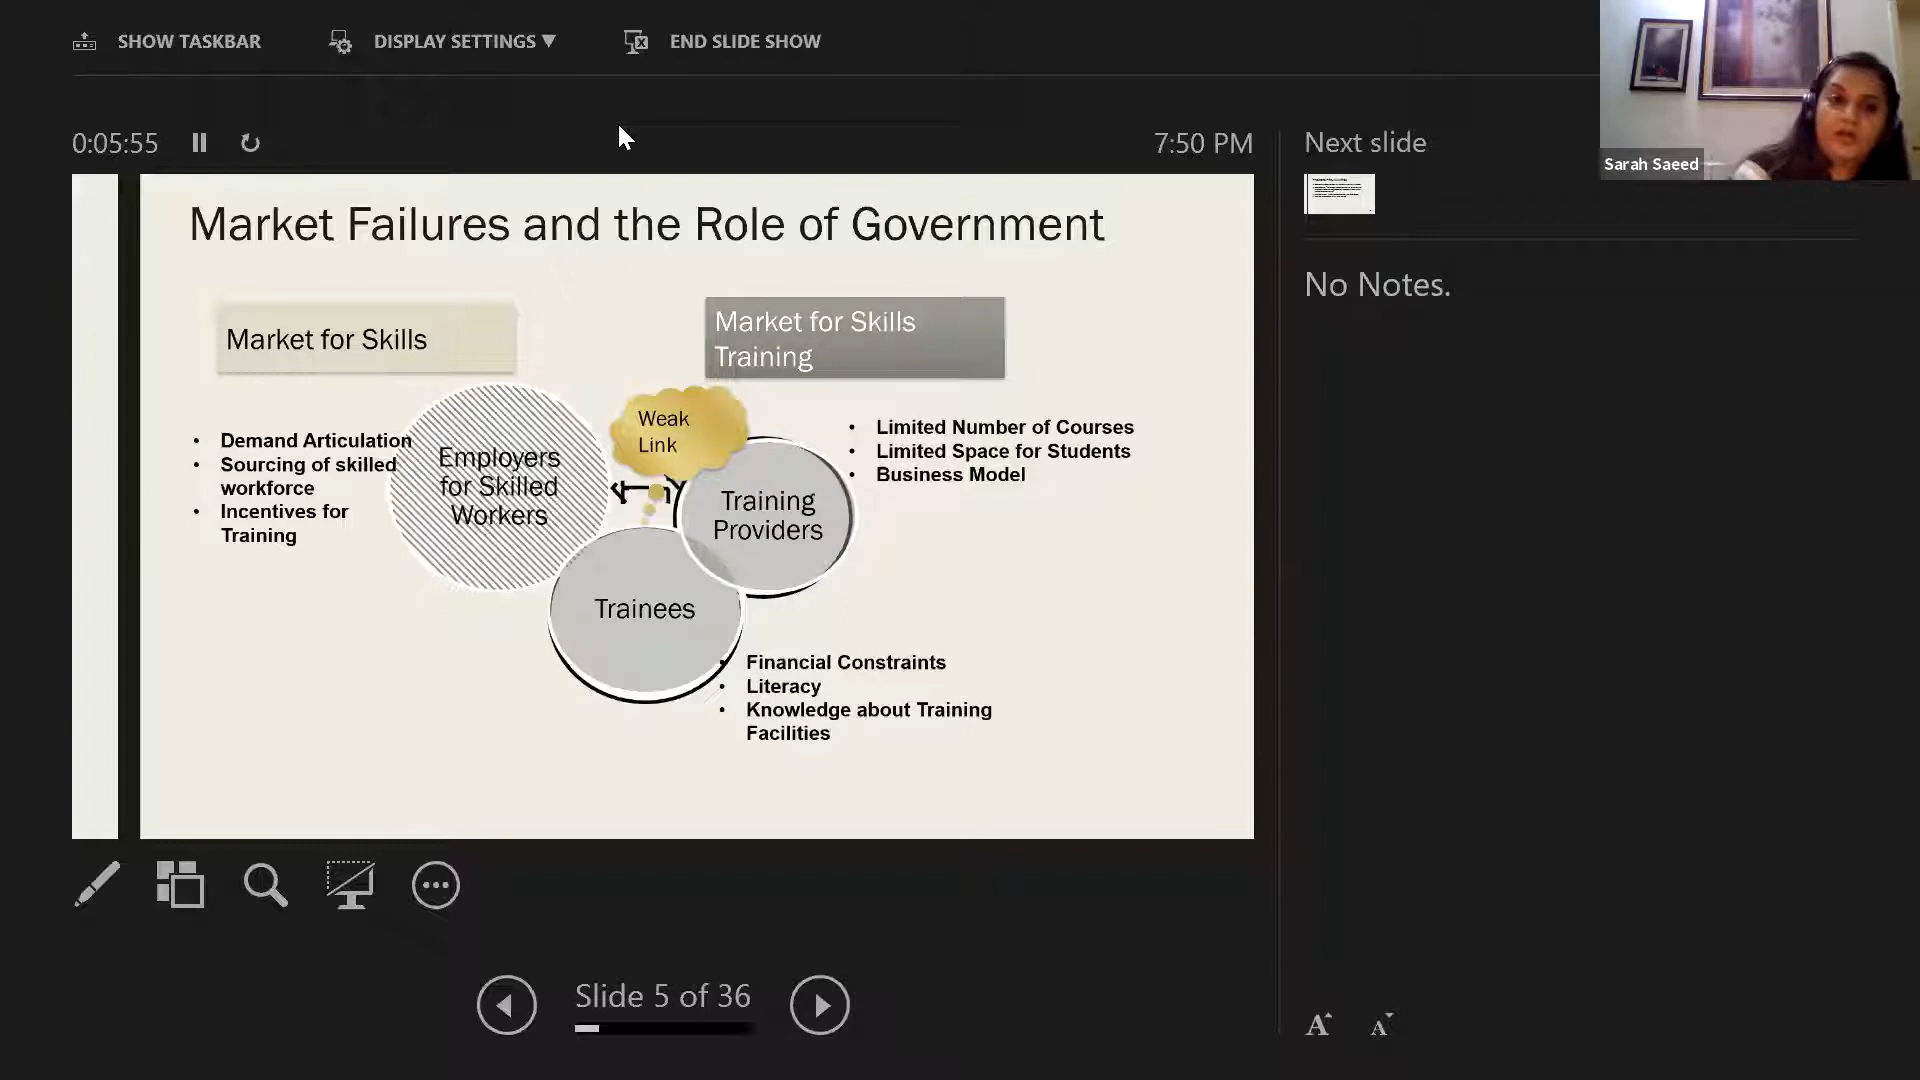 SHOW TASKBAR
DISPLAY SETTINGS ▼
END SLIDE SHOW
Sarah Saeed
0:05:55
7:50 PM
Next slide
No Notes.
Market Failures and the Role of Government
Market for Skills
Market for Skills
Training
• Demand Articulation
• Sourcing of skilled
workforce
• Incentives for
Training
Employers
for Skilled
Workers
Weak
Link
Training
Providers
• Limited Number of Courses
• Limited Space for Students
• Business Model
Trainees
• Financial Constraints
• Literacy
• Knowledge about Training
Facilities
Slide 5 of 36
A A